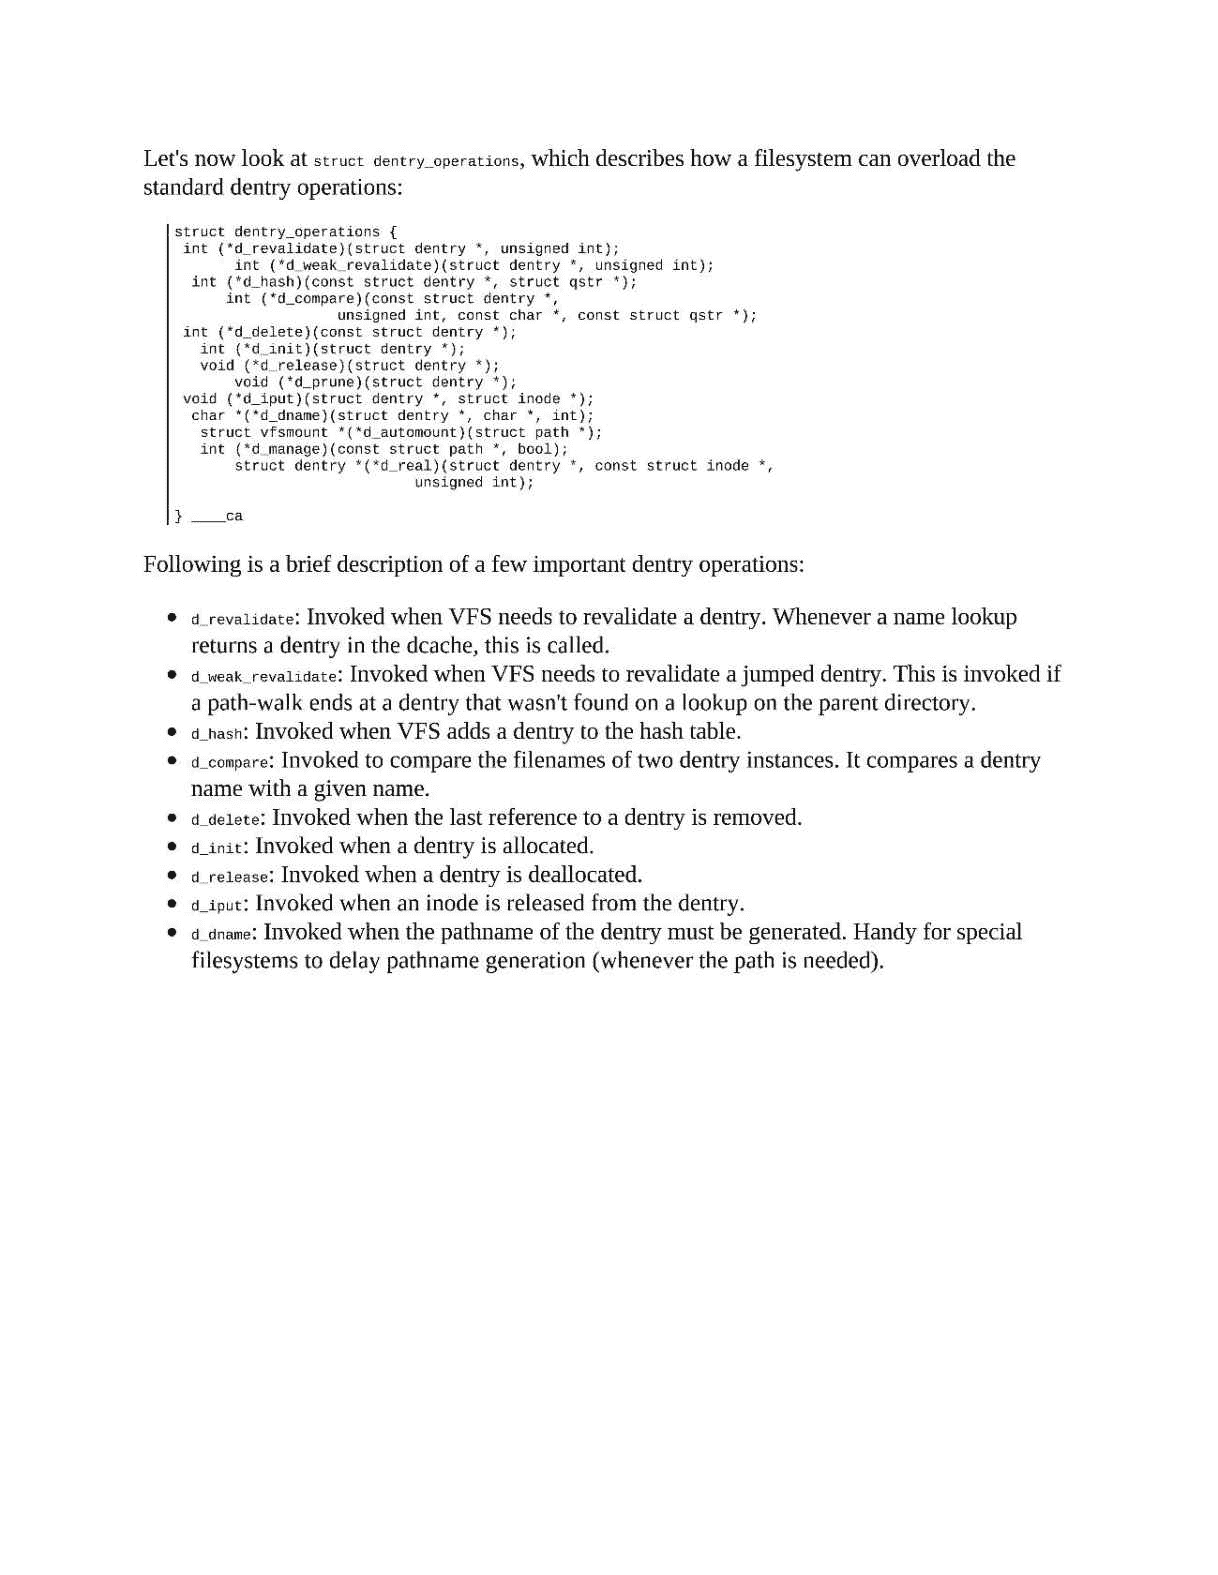 Let's now look at struct dentry_operations, which describes how a filesystem can overload the
standard dentry operations:
struct dentry_operations {
int (*d_revalidate)(struct dentry *, unsigned int);
int (*d_weak_revalidate)(struct dentry *, unsigned int);
int (*d_hash)(const struct dentry *, struct qstr *);
int (*d_compare)(const struct dentry *,
unsigned int, const char *, const struct qstr *);
int (*d_delete)(const struct dentry *);
int (*d_init)(struct dentry *);
void (*d_release)(struct dentry *);
void (*d_prune)(struct dentry *);
void (*d_iput)(struct dentry *, struct inode *);
char *(*d_dname)(struct dentry *, char *, int);
struct vfsmount *(*d_automount)(struct path *);
int (*d_manage)(const struct path *, bool);
struct dentry *(*d_real)(struct dentry *, const struct inode *,
unsigned int);
} ____ca
Following is a brief description of a few important dentry operations:
• d_revalidate: Invoked when VFS needs to revalidate a dentry. Whenever a name lookup
returns a dentry in the dcache, this is called.
• d_weak_revalidate: Invoked when VFS needs to revalidate a jumped dentry. This is invoked if
a path-walk ends at a dentry that wasn't found on a lookup on the parent directory.
• d_hash: Invoked when VFS adds a dentry to the hash table.
• d_compare: Invoked to compare the filenames of two dentry instances. It compares a dentry
name with a given name.
• d_delete: Invoked when the last reference to a dentry is removed.
• d_init: Invoked when a dentry is allocated.
• d_release: Invoked when a dentry is deallocated.
• d_iput: Invoked when an inode is released from the dentry.
• d_dname: Invoked when the pathname of the dentry must be generated. Handy for special
filesystems to delay pathname generation (whenever the path is needed).